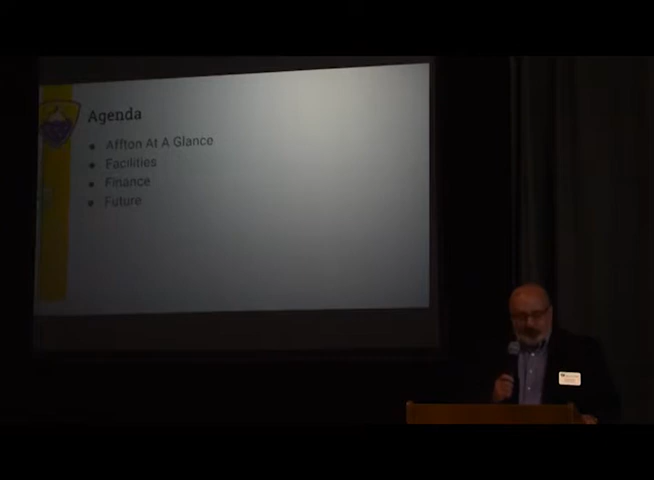 Agenda
Affton At A Glance
Facilities
Finance
Future